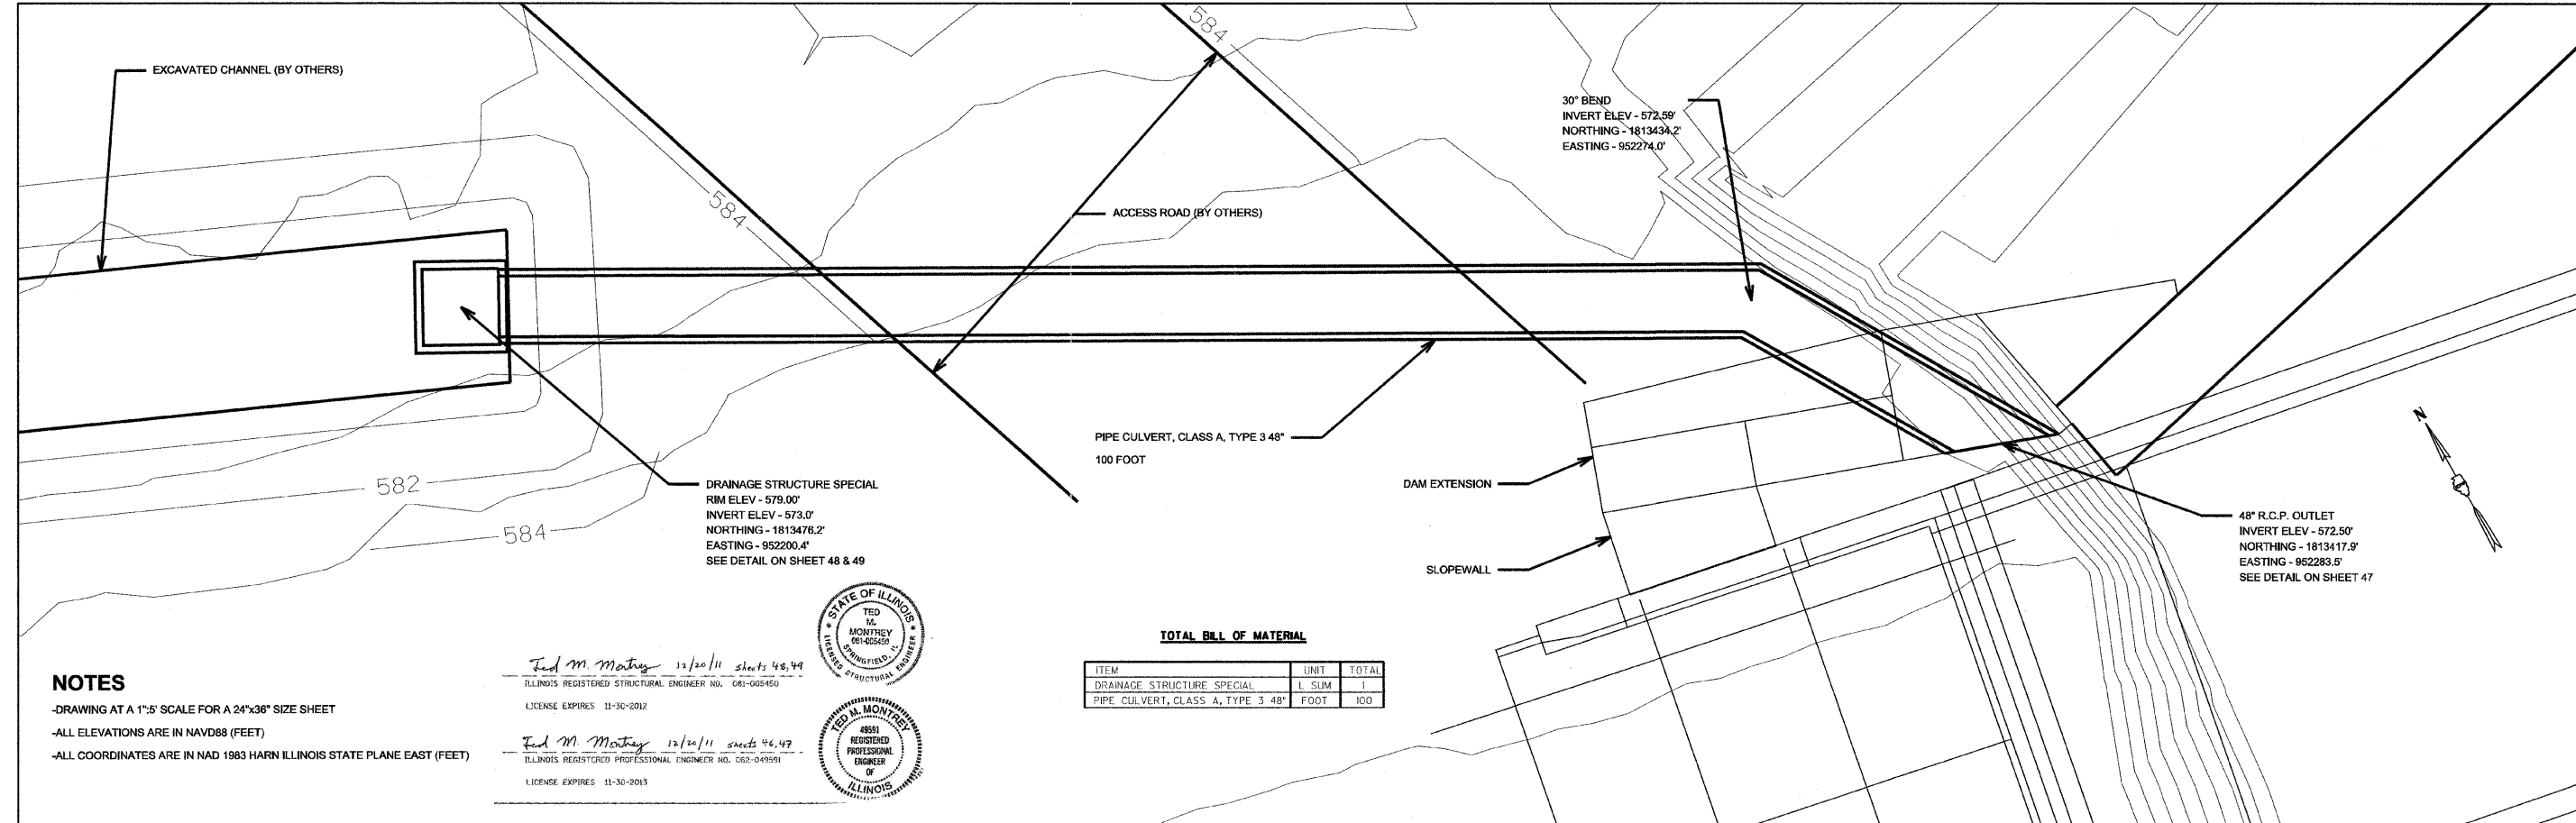 EXCAVATED CHANNEL (BY OTHERS)
584
584
30° BEND
INVERT ELEV - 572.59'
NORTHING - 1813434.2'
EASTING - 952274.0'
ACCESS ROAD (BY OTHERS)
PIPE CULVERT, CLASS A, TYPE 3 48"
100 FOOT
582
584
DRAINAGE STRUCTURE SPECIAL
RIM ELEV - 579.00'
INVERT ELEV - 573.0'
NORTHING - 1813476.2'
EASTING - 952200.4'
SEE DETAIL ON SHEET 48 & 49
DAM EXTENSION
SLOPEWALL
N
48" R.C.P. OUTLET
INVERT ELEV - 572.50'
NORTHING - 1813417.9'
EASTING - 952283.5'
SEE DETAIL ON SHEET 47
NOTES
-DRAWING AT A 1":5' SCALE FOR A 24"x36" SIZE SHEET
-ALL ELEVATIONS ARE IN NAVD88 (FEET)
-ALL COORDINATES ARE IN NAD 1983 HARN ILLINOIS STATE PLANE EAST (FEET)
Ted M. Montrey 12/20/11 sheets 48,49
ILLINOIS REGISTERED STRUCTURAL ENGINEER NO. 081-005450
LICENSE EXPIRES 11-30-2012
STATE OF ILLINOIS
TED
M.
MONTREY
081-005450
SPRINGFIELD, IL
LICENSED STRUCTURAL ENGINEER
Ted M. Montrey 12/20/11 sheets 46,47
ILLINOIS REGISTERED PROFESSIONAL ENGINEER NO. 062-049591
LICENSE EXPIRES 11-30-2013
TED M. MONTREY
49591
REGISTERED
PROFESSIONAL
ENGINEER
OF
ILLINOIS
TOTAL BILL OF MATERIAL
ITEM UNIT TOTAL
DRAINAGE STRUCTURE SPECIAL L SUM 1
PIPE CULVERT, CLASS A, TYPE 3 48" FOOT 100